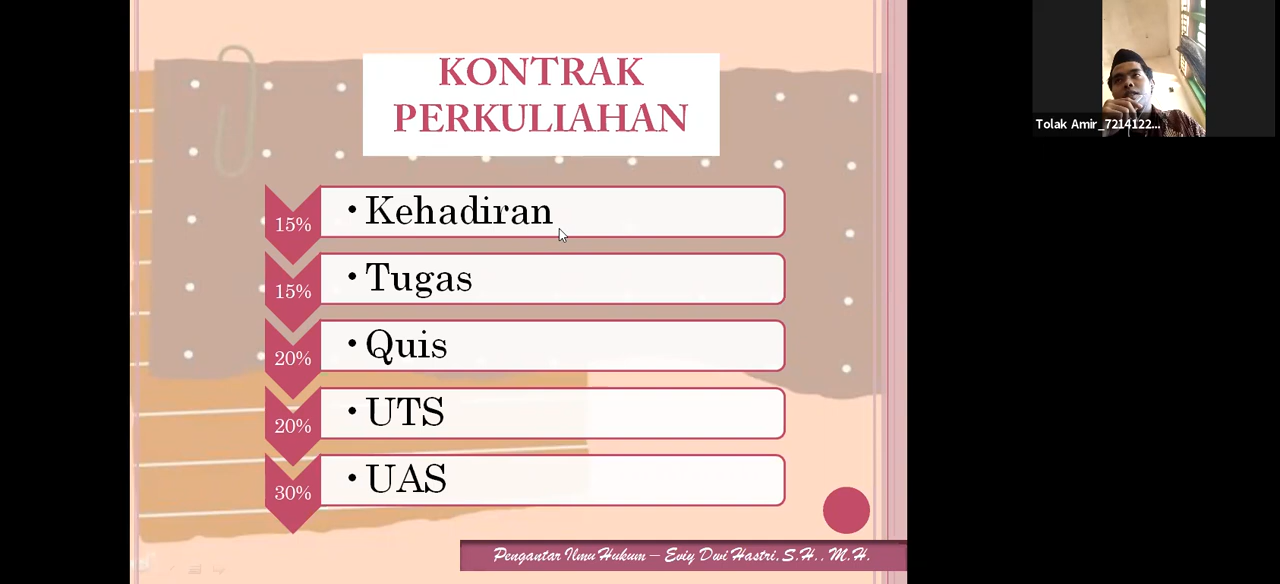 KONTRAK
PERKULIAHAN
15%
• Kehadiran
15%
• Tugas
20%
• Quis
20%
• UTS
30%
• UAS
Pengantar Ilmu Hukum – Eviy Dwi Hastri. S.H., M.H.
Tolak Amir_7214122...